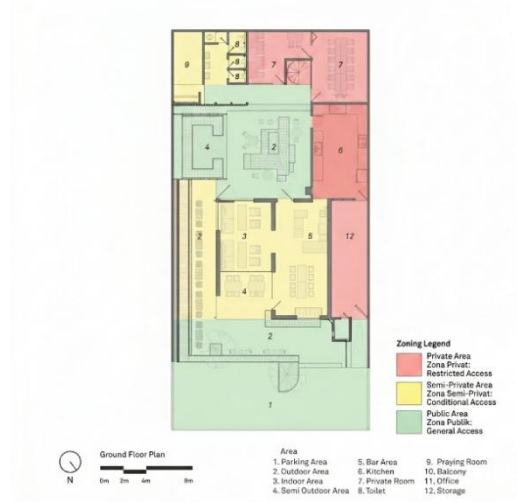 9
8
8
8
7
7
4
2
6
2
3
5
12
4
2
1
Zoning Legend
Private Area
Zona Privat:
Restricted Access
Semi-Private Area
Zona Semi-Privat:
Conditional Access
Public Area
Zona Publik:
General Access
N
Ground Floor Plan
0m 2m 4m 8m
Area
1. Parking Area
2. Outdoor Area
3. Indoor Area
4. Semi Outdoor Area
5. Bar Area
6. Kitchen
7. Private Room
8. Toilet
9. Praying Room
10. Balcony
11. Office
12. Storage